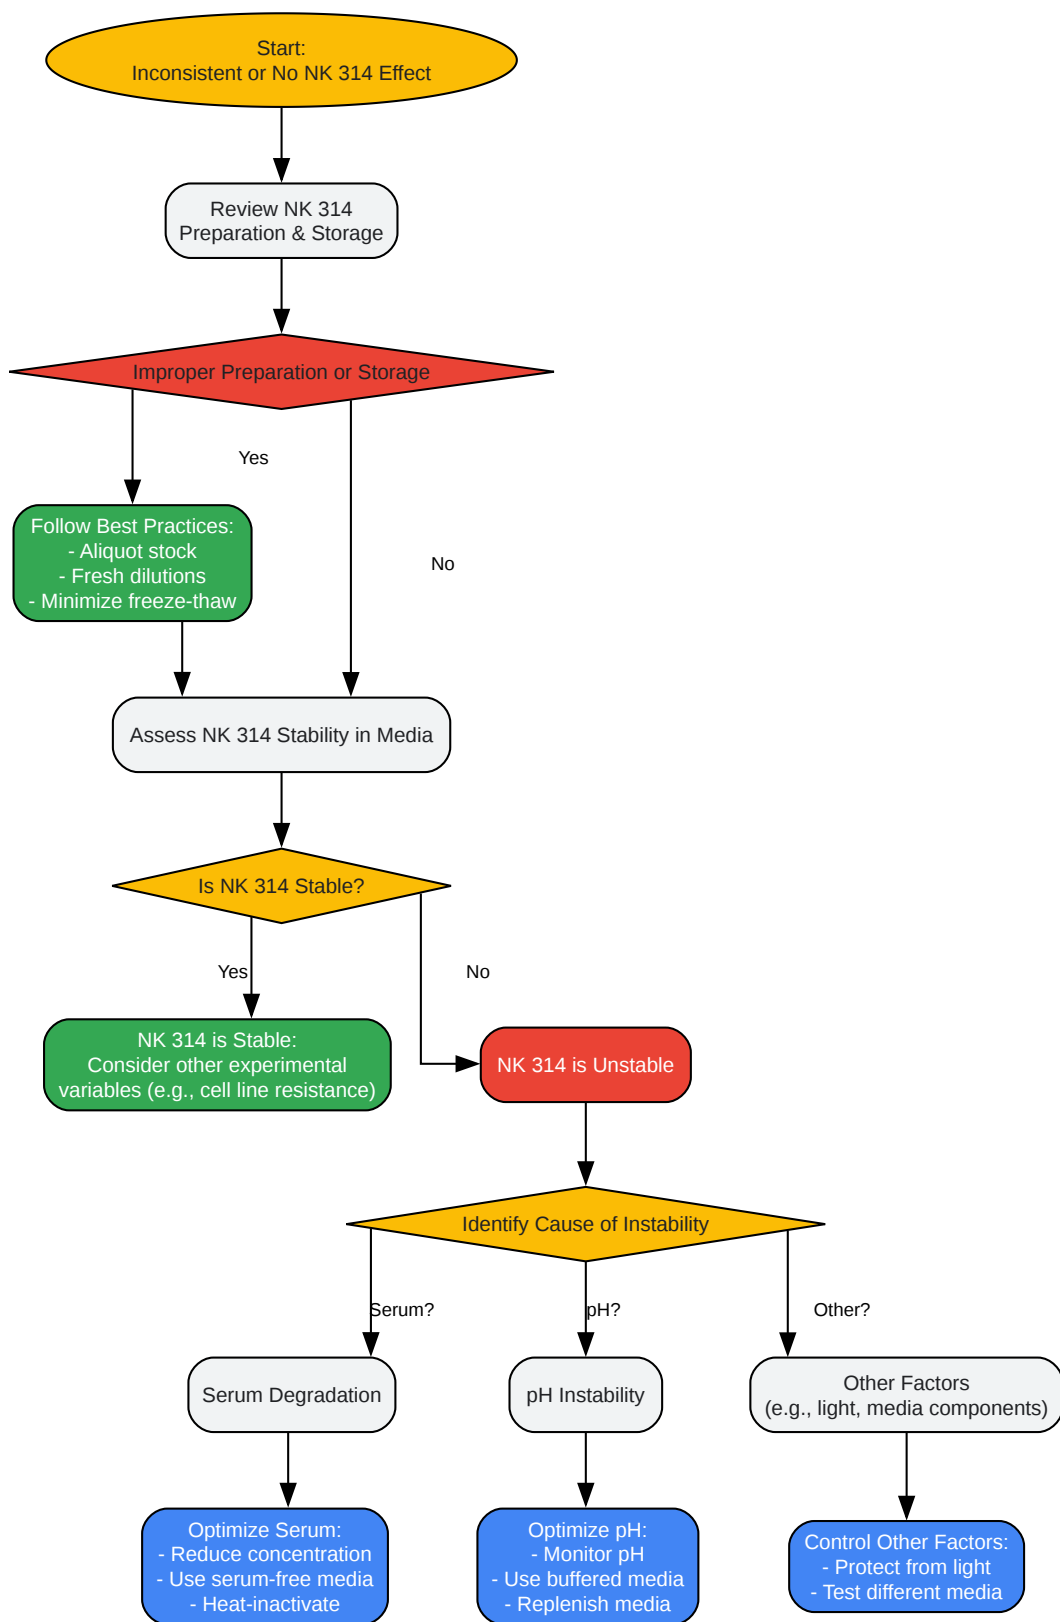 Start:
Inconsistent or No NK 314 Effect
Review NK 314
Preparation & Storage
Improper Preparation or Storage
Yes
Follow Best Practices:
- Aliquot stock
- Fresh dilutions
- Minimize freeze-thaw
No
Assess NK 314 Stability in Media
Is NK 314 Stable?
Yes
No
NK 314 is Stable:
Consider other experimental
variables (e.g., cell line resistance)
NK 314 is Unstable
Identify Cause of Instability
Serum?
pH?
Other?
Serum Degradation
pH Instability
Other Factors
(e.g., light, media components)
Optimize Serum:
- Reduce concentration
- Use serum-free media
- Heat-inactivate
Optimize pH:
- Monitor pH
- Use buffered media
- Replenish media
Control Other Factors:
- Protect from light
- Test different media